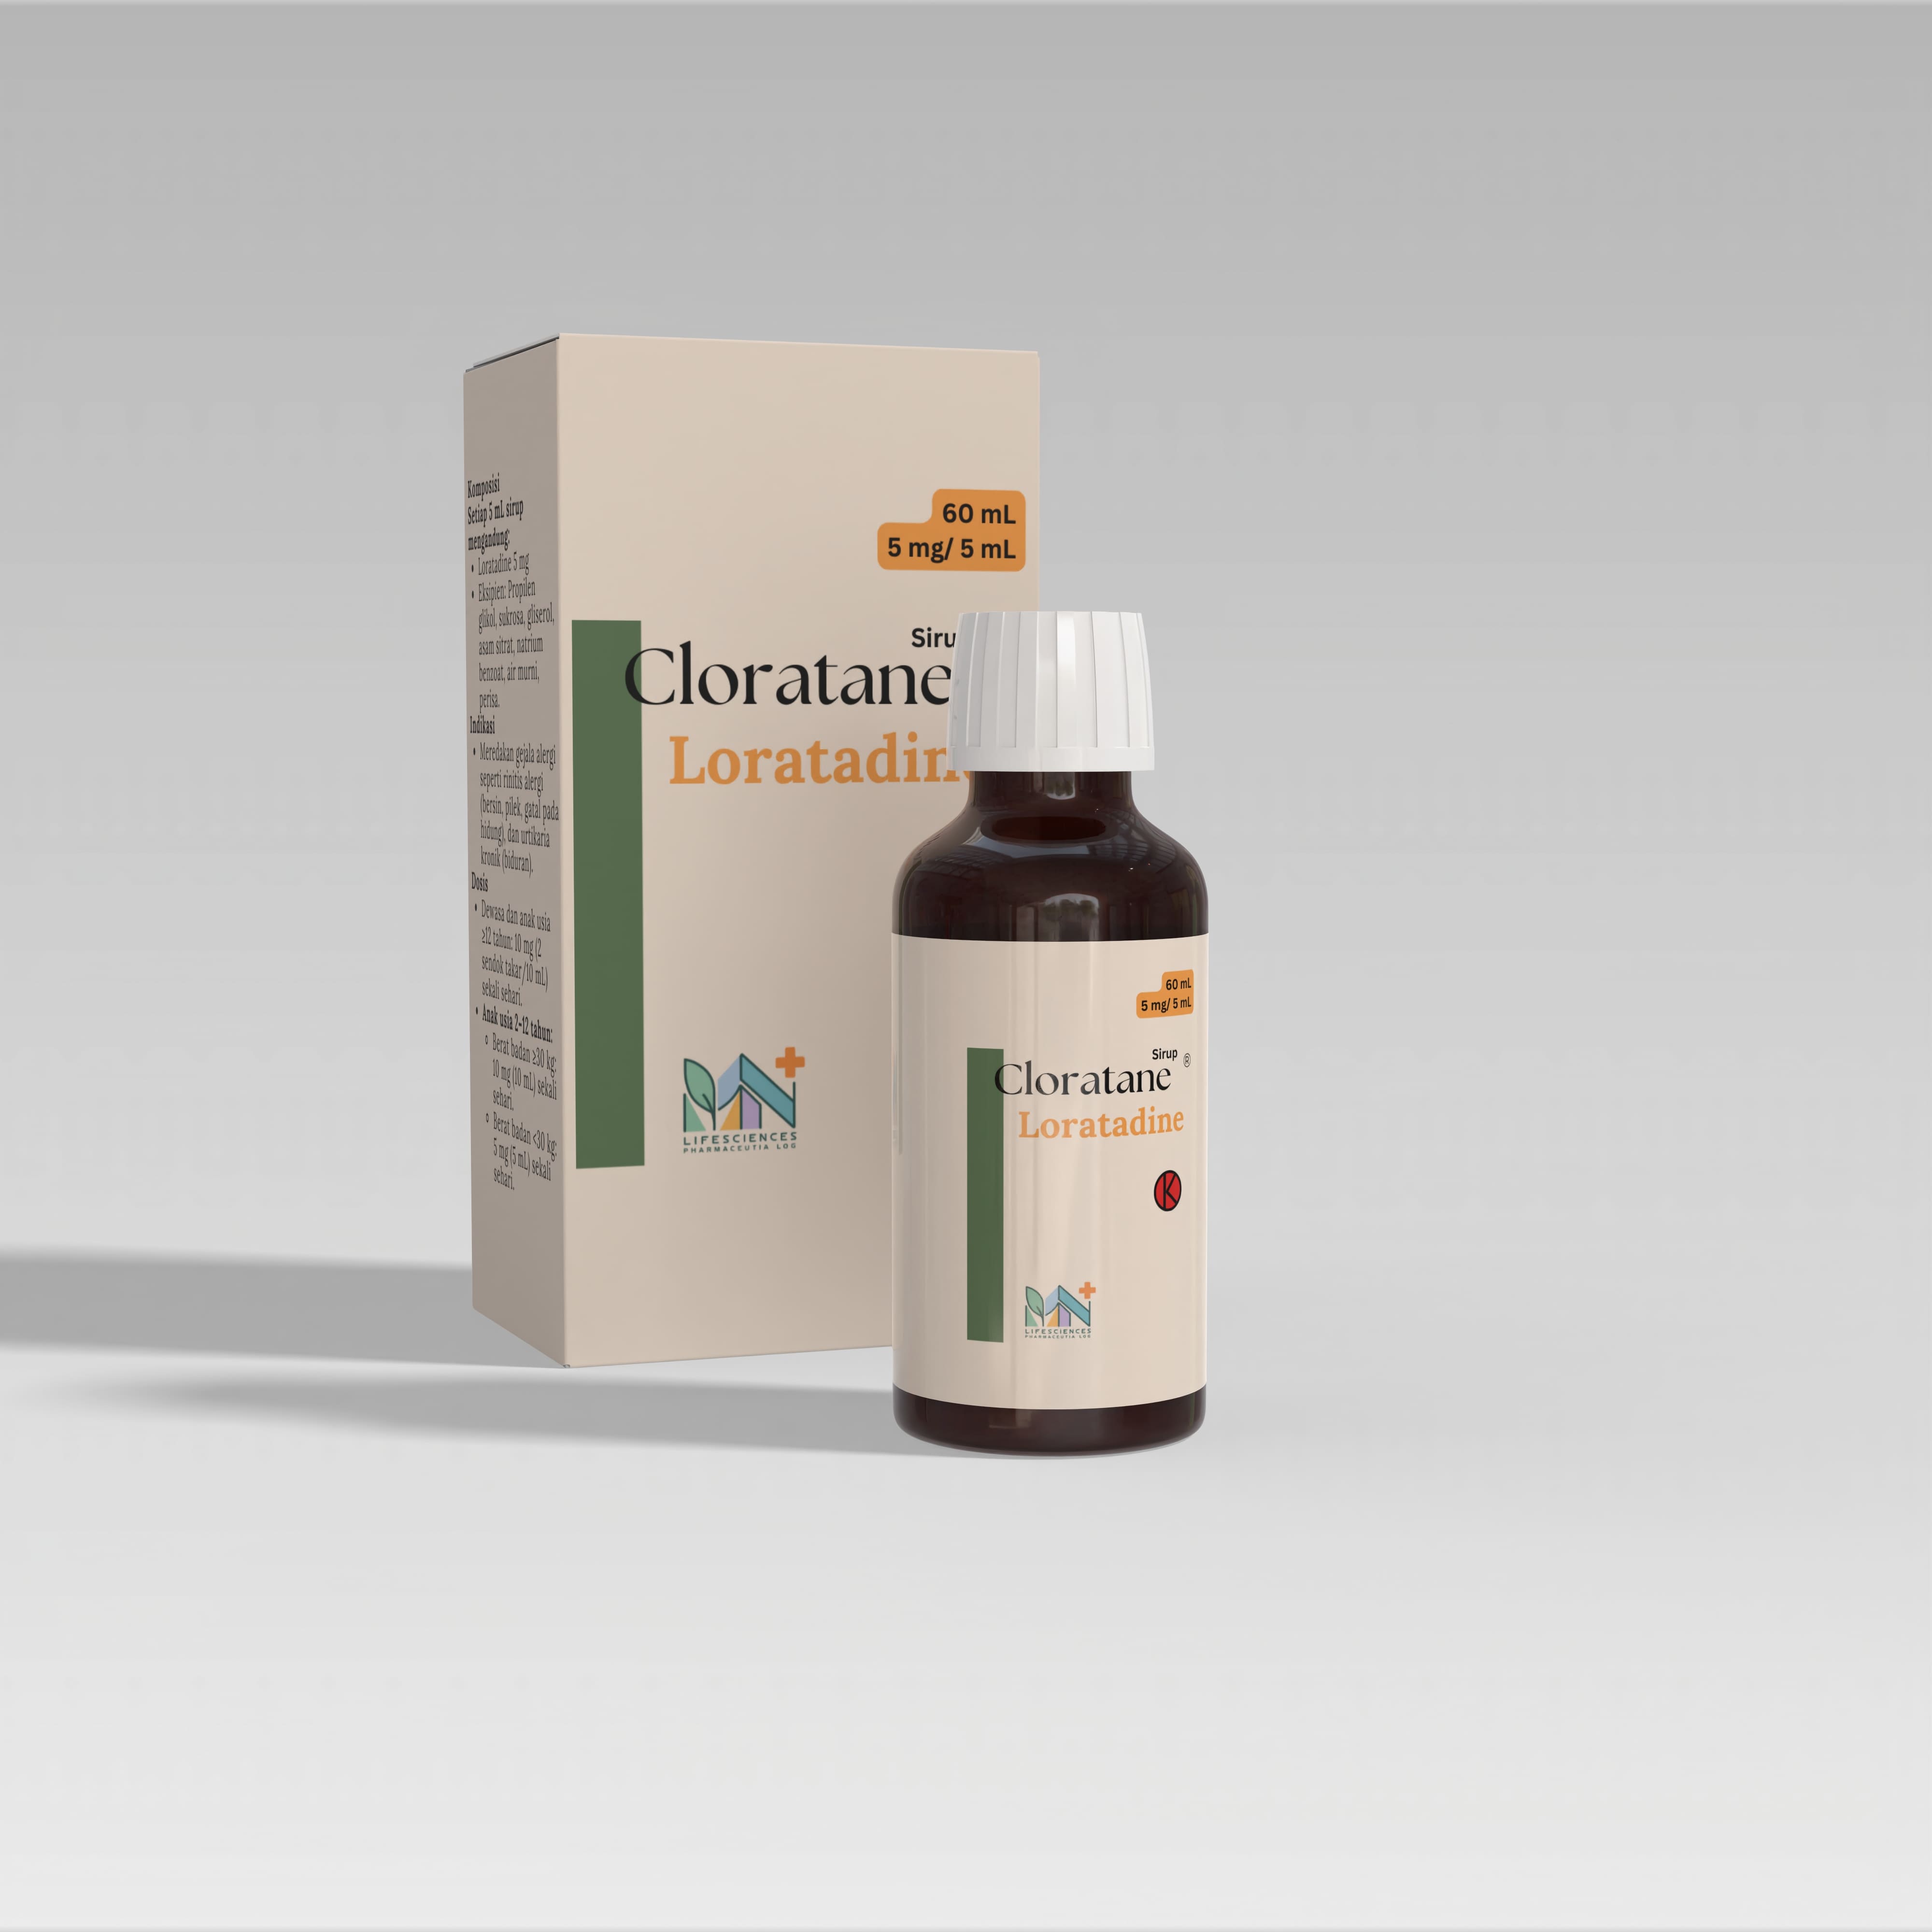 Komposisi
Setiap 5 mL sirup
mengandung:
• Loratadine 5 mg
• Eksipien: Propilen
glikol, sukrosa, gliserol,
asam sitrat, natrium
benzoat, air murni,
perisa.
Indikasi
• Meredakan gejala alergi
seperti rinitis alergi
(bersin, pilek, gatal pada
hidung), dan urtikaria
kronik (biduran).
Dosis
• Dewasa dan anak usia
≥12 tahun: 10 mg (2
sendok takar/10 mL)
sekali sehari.
• Anak usia 2-12 tahun:
○ Berat badan ≥30 kg:
10 mg (10 mL) sekali
sehari.
○ Berat badan <30 kg:
5 mg (5 mL) sekali
sehari.
60 mL
5 mg/ 5 mL
Siru
Cloratane
Loratadine
LIFESCIENCES
PHARMACEUTIA LOG
60 mL
5 mg/ 5 mL
Sirup
Cloratane ®
Loratadine
K
LIFESCIENCES
PHARMACEUTIA LOG